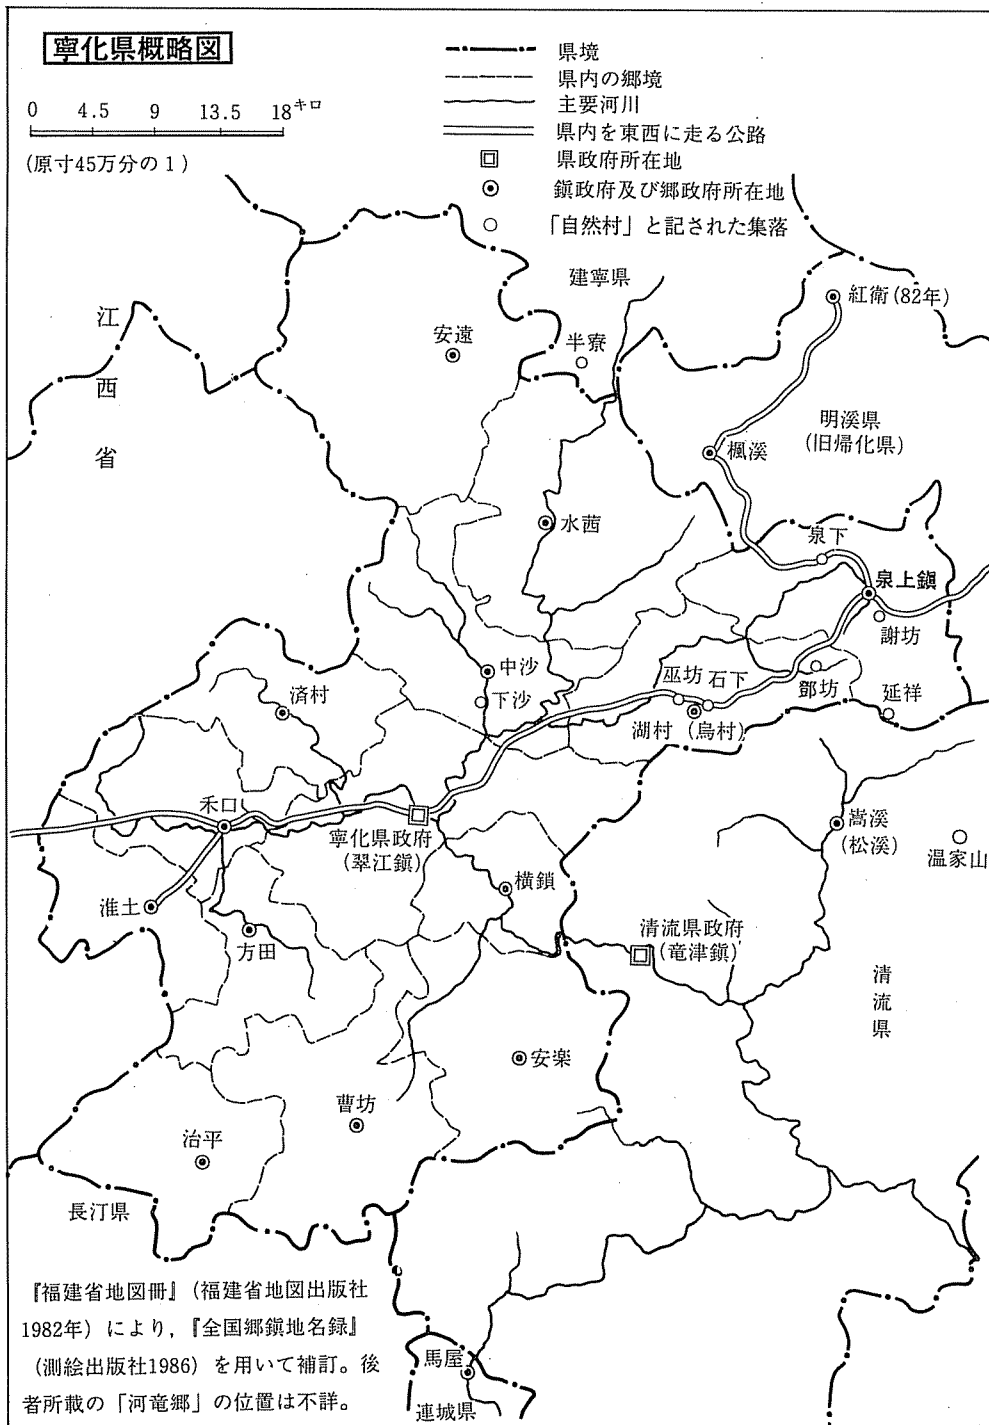 寧化県概略図
0 4.5 9 13.5 18キロ
(原寸45万分の1)
県境
県内の郷境
主要河川
県内を東西に走る公路
県政府所在地
鎭政府及び郷政府所在地
「自然村」と記された集落
建寧県
紅衛(82年)
江西省
安遠
半寮
明溪県
(旧帰化県)
楓溪
水茜
泉下
泉上鎭
謝坊
中沙
下沙
巫坊
石下
鄧坊
延祥
済村
湖村(烏村)
禾口
寧化県政府
(翠江鎭)
嵩溪
(松溪)
温家山
横鎖
淮土
方田
清流県政府
(竜津鎭)
清流県
安楽
曹坊
治平
長汀県
『福建省地図冊』(福建省地図出版社
1982年)により,『全国郷鎭地名録』
(測絵出版社1986)を用いて補訂。後
者所載の「河竜郷」の位置は不詳。
馬屋
連城県